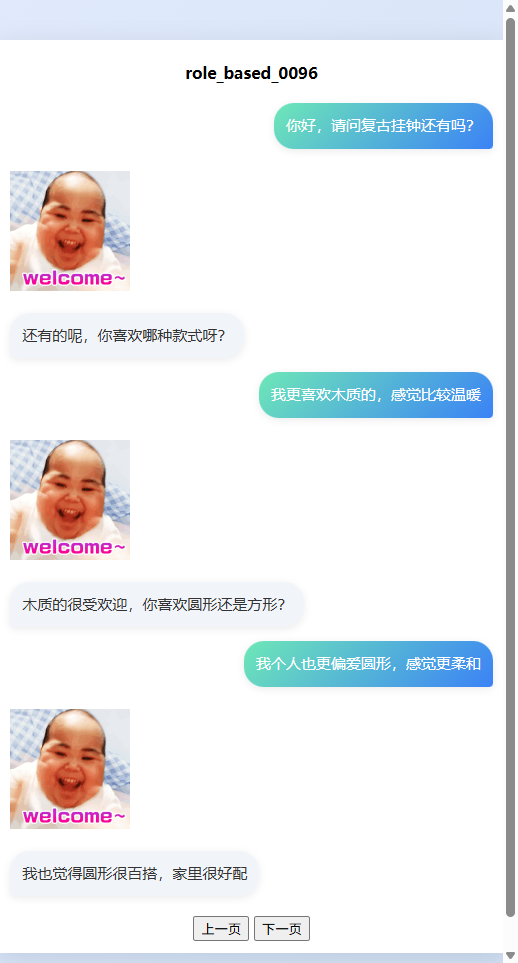 role_based_0096
你好，请问复古挂钟还有吗？
welcome~
还有的呢，你喜欢哪种款式呀？
我更喜欢木质的，感觉比较温暖
welcome~
木质的很受欢迎，你喜欢圆形还是方形？
我个人也更偏爱圆形，感觉更柔和
welcome~
我也觉得圆形很百搭，家里很好配
上一页 下一页